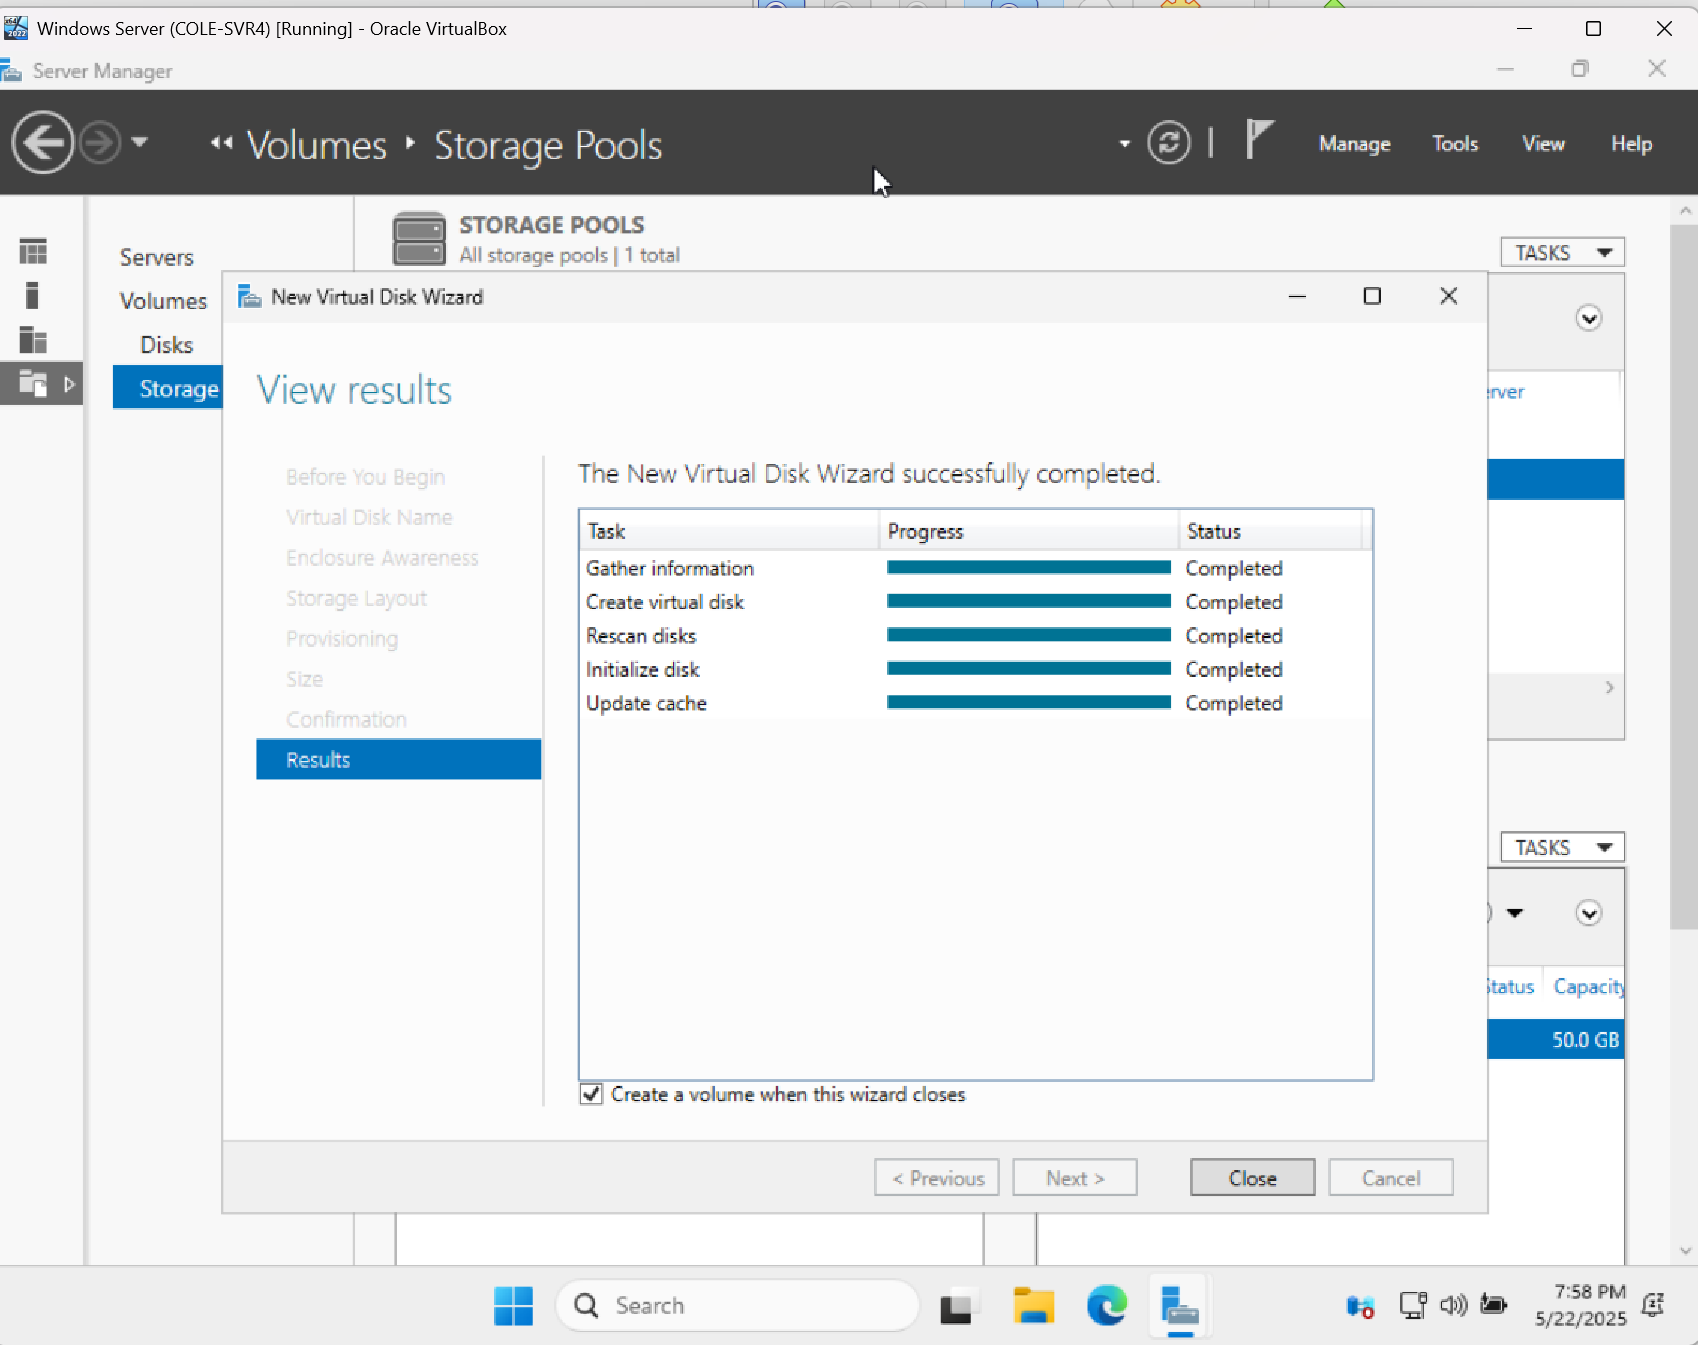 Windows Server (COLE-SVR4) [Running] - Oracle VirtualBox
Server Manager
Volumes
Storage Pools
Manage
Tools
View
Help
Servers
Volumes
Disks
Storage
STORAGE POOLS
All storage pools | 1 total
TASKS
New Virtual Disk Wizard
View results
Before You Begin
Virtual Disk Name
Enclosure Awareness
Storage Layout
Provisioning
Size
Confirmation
Results
The New Virtual Disk Wizard successfully completed.
Task Progress Status
Gather information Completed
Create virtual disk Completed
Rescan disks Completed
Initialize disk Completed
Update cache Completed
Create a volume when this wizard closes
< Previous
Next >
Close
Cancel
erver
TASKS
Status Capacity
50.0 GB
Search
7:58 PM
5/22/2025